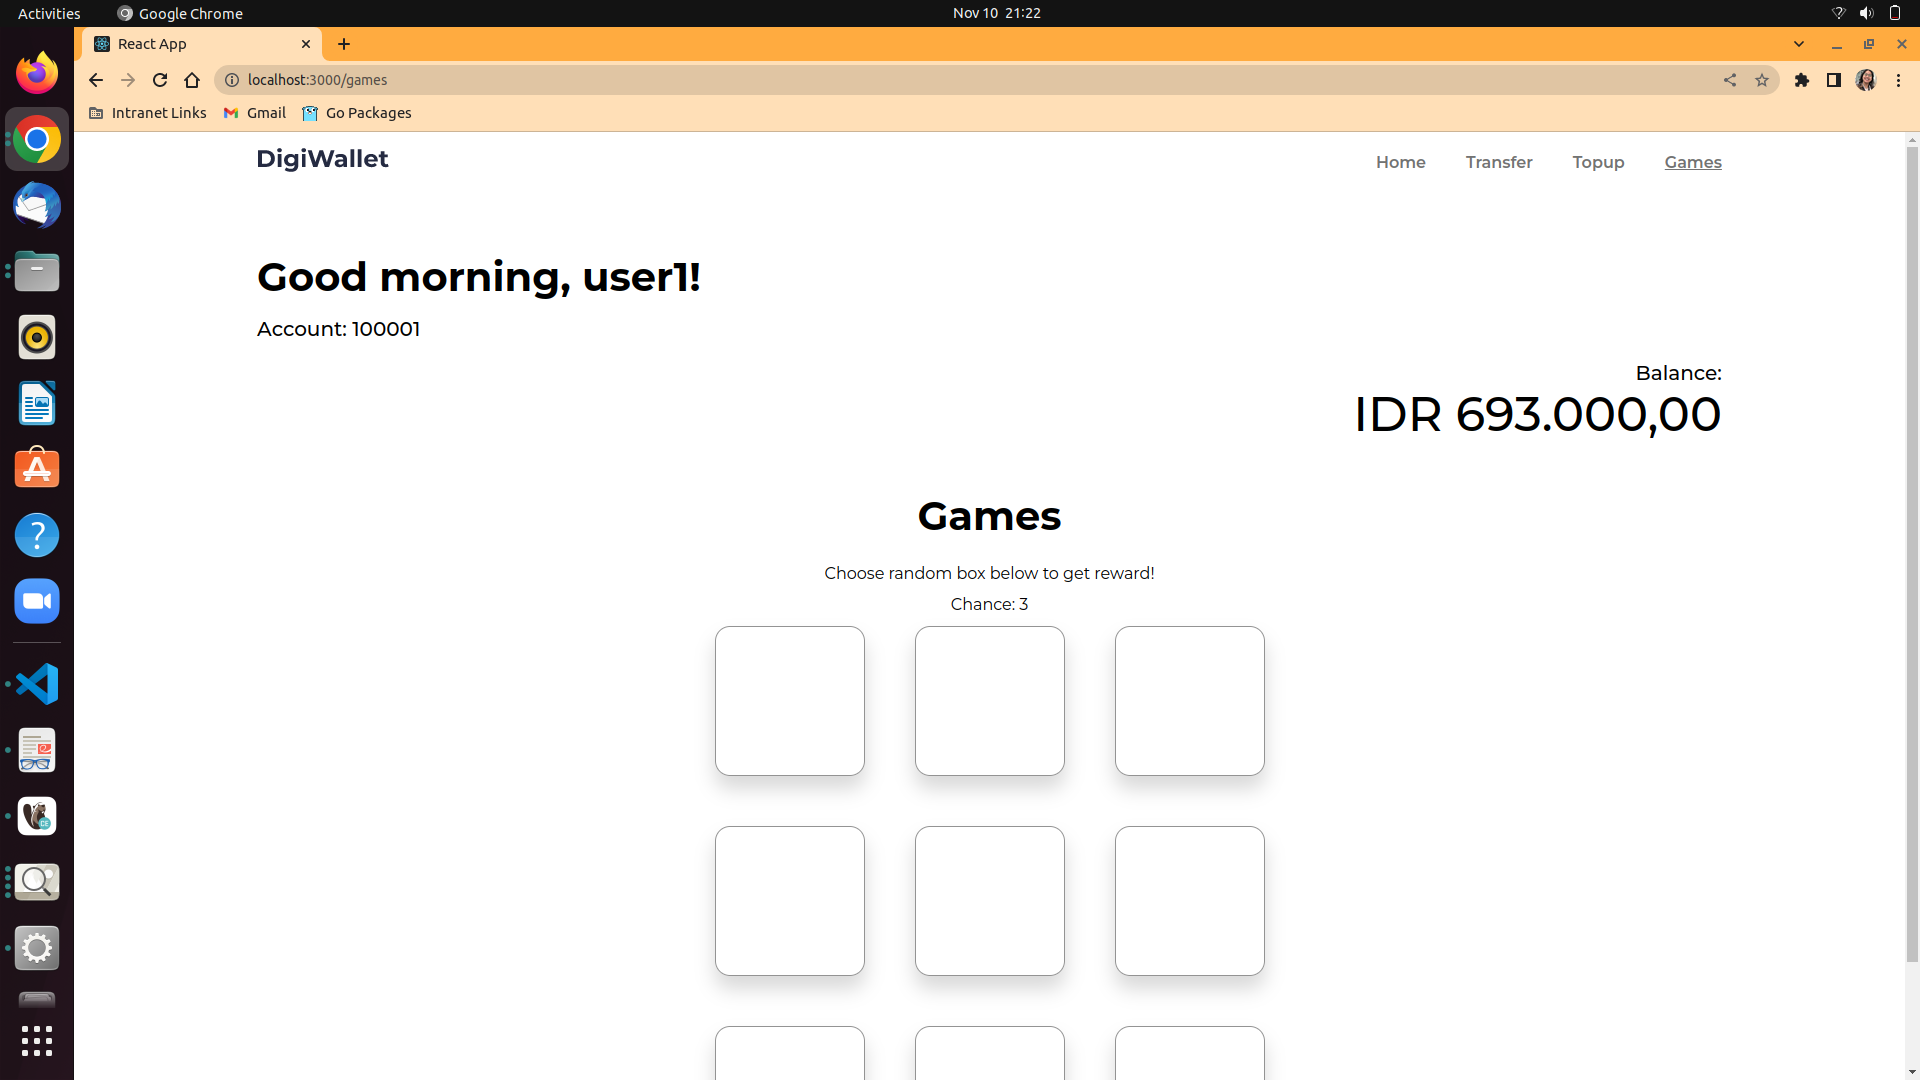 Activities
Google Chrome
Nov 10 21:22
React App
localhost:3000/games
Intranet Links
Gmail
Go Packages
DigiWallet
Home
Transfer
Topup
Games
Good morning, user1!
Account: 100001
Balance:
IDR 693.000,00
Games
Choose random box below to get reward!
Chance: 3